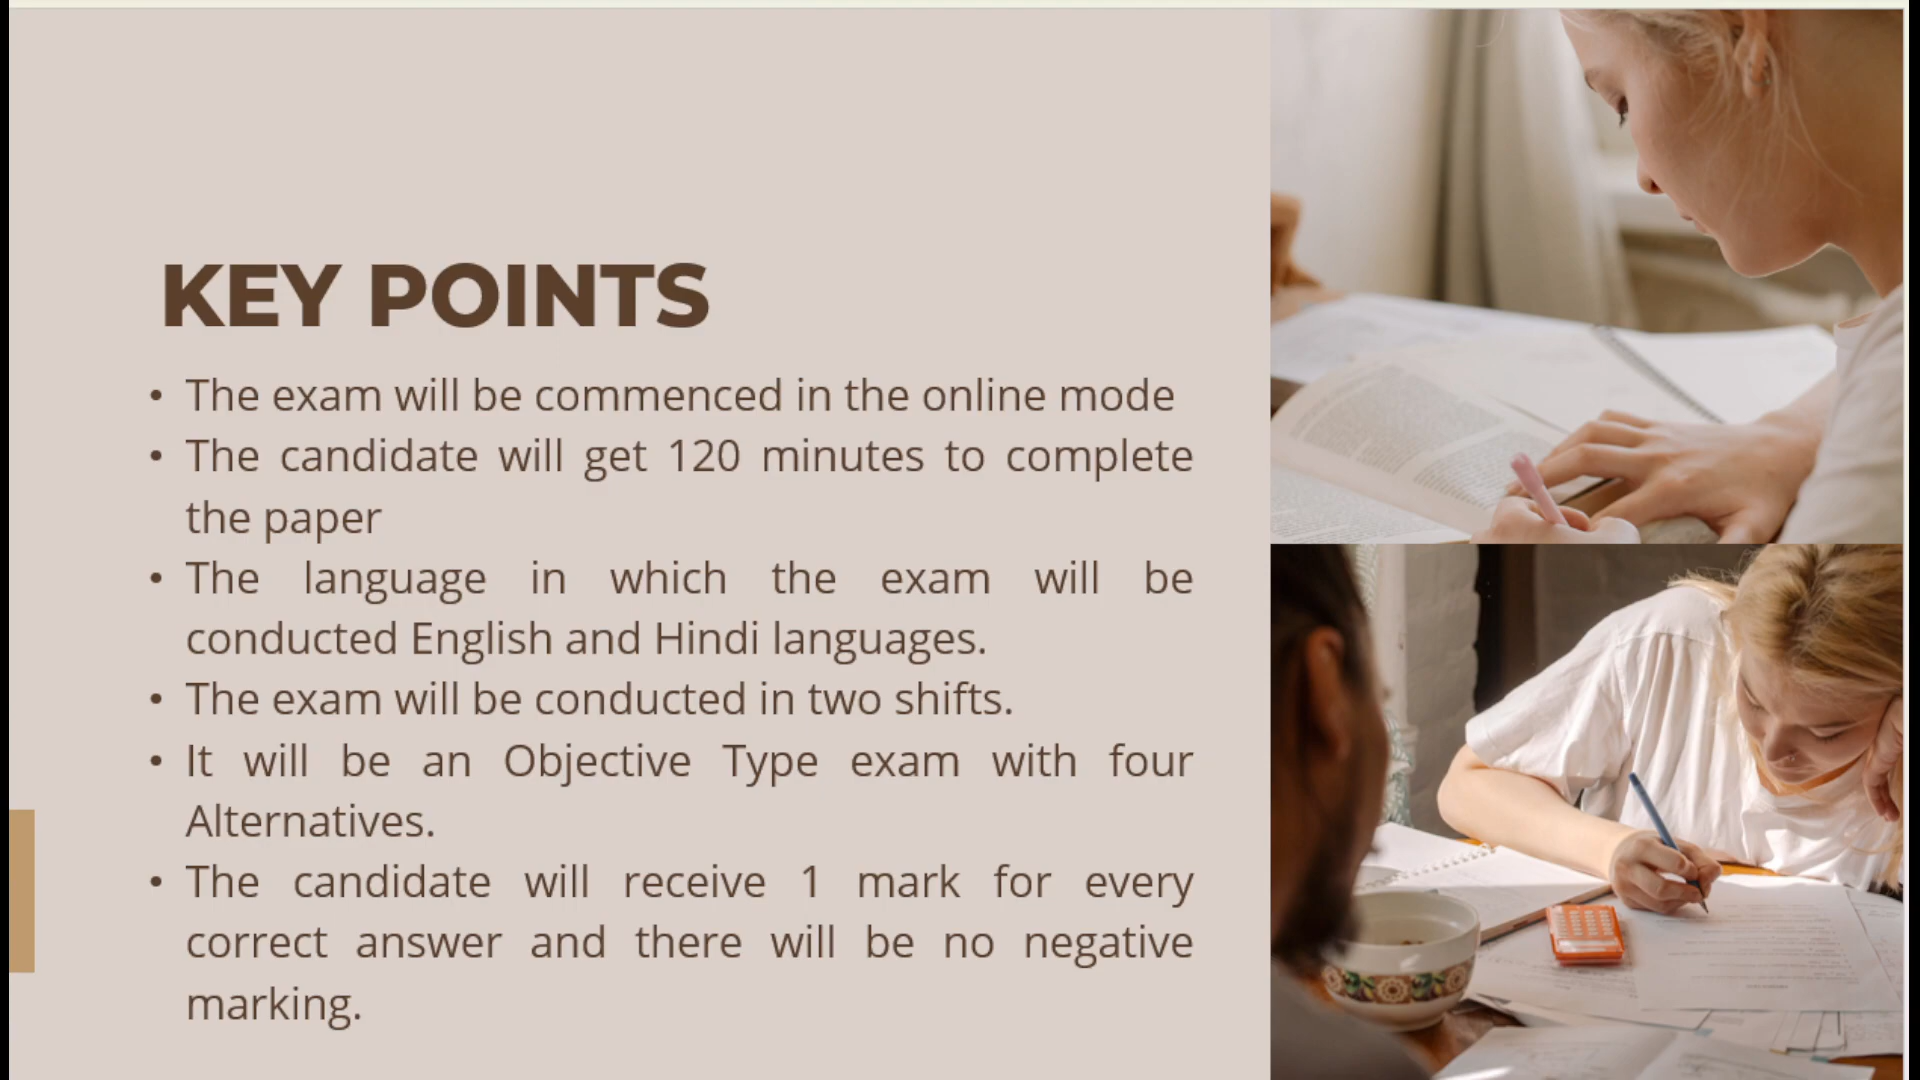 KEY POINTS
• The exam will be commenced in the online mode
• The candidate will get 120 minutes to complete
the paper
• The language in which the exam will be
conducted English and Hindi languages.
• The exam will be conducted in two shifts.
• It will be an Objective Type exam with four
Alternatives.
• The candidate will receive 1 mark for every
correct answer and there will be no negative
marking.